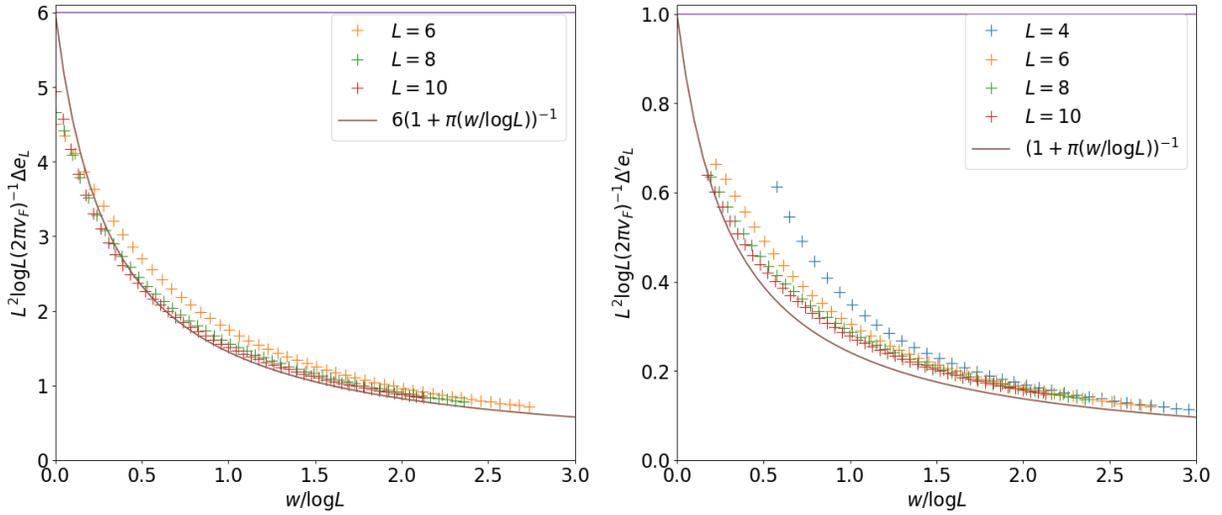 6
5
4
3
2
1
0
0.0 0.5 1.0 1.5 2.0 2.5 3.0
w/logL
L²logL(2πv_F)⁻¹Δe_L
L = 6
L = 8
L = 10
6(1 + π(w/logL))⁻¹
1.0
0.8
0.6
0.4
0.2
0.0
0.0 0.5 1.0 1.5 2.0 2.5 3.0
w/logL
L²logL(2πv_F)⁻¹Δ′e_L
L = 4
L = 6
L = 8
L = 10
(1 + π(w/logL))⁻¹